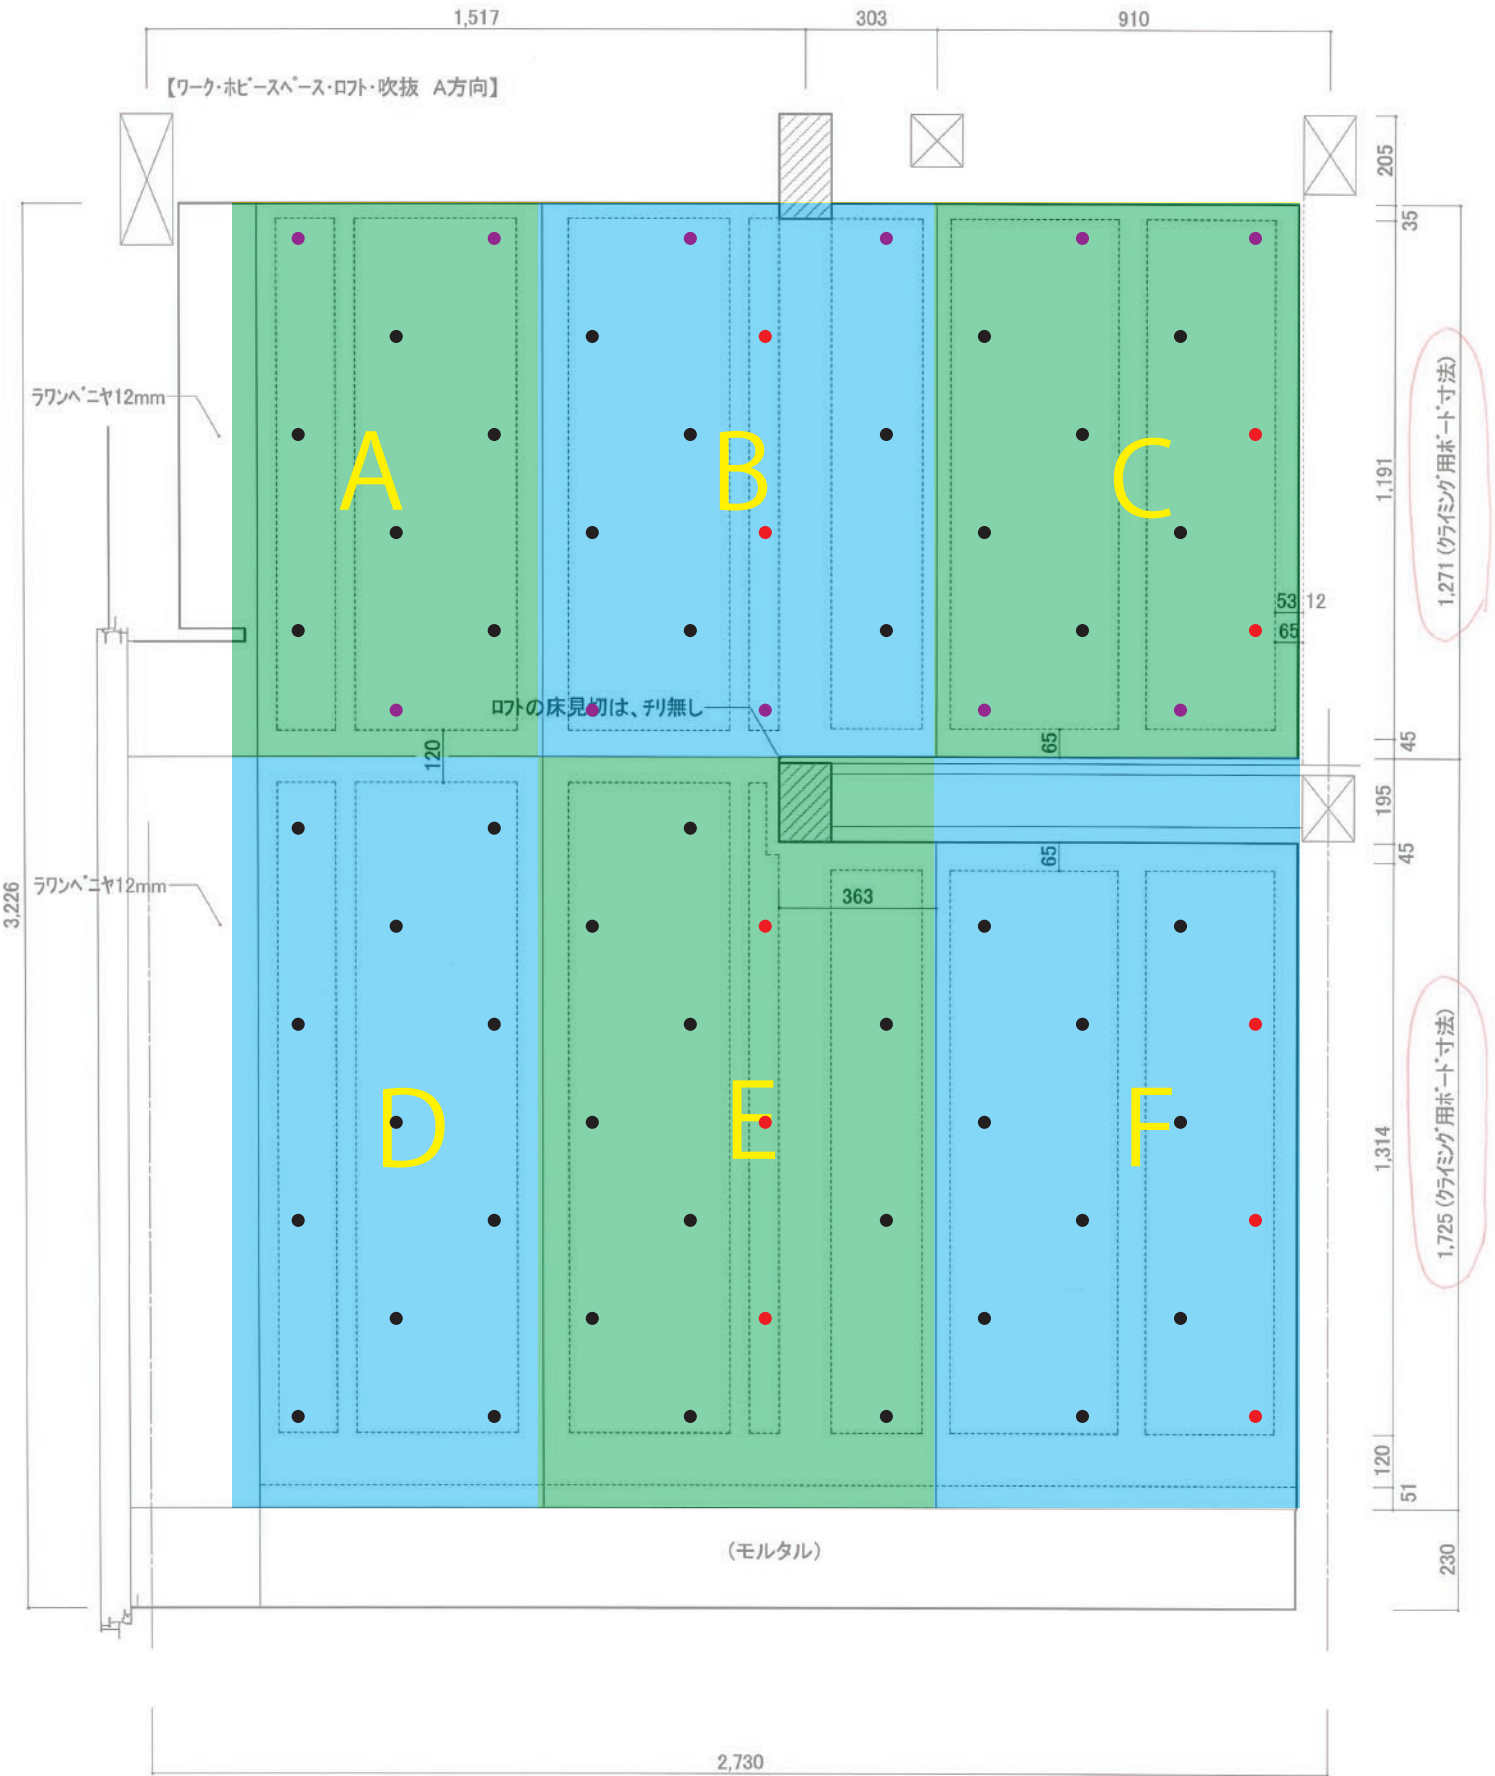 1,517
303
910
【ワーク・ホビースペース・ロフト・吹抜 A方向】
205
35
ラワンベニヤ12mm
A
B
C
1,191
1,271 (クライミング用ボード寸法)
53
12
65
ロフトの床見切は、チリ無し
120
65
45
195
65
45
ラワンベニヤ12mm
3,226
363
D
E
F
1,314
1,725 (クライミング用ボード寸法)
120
51
(モルタル)
230
2,730